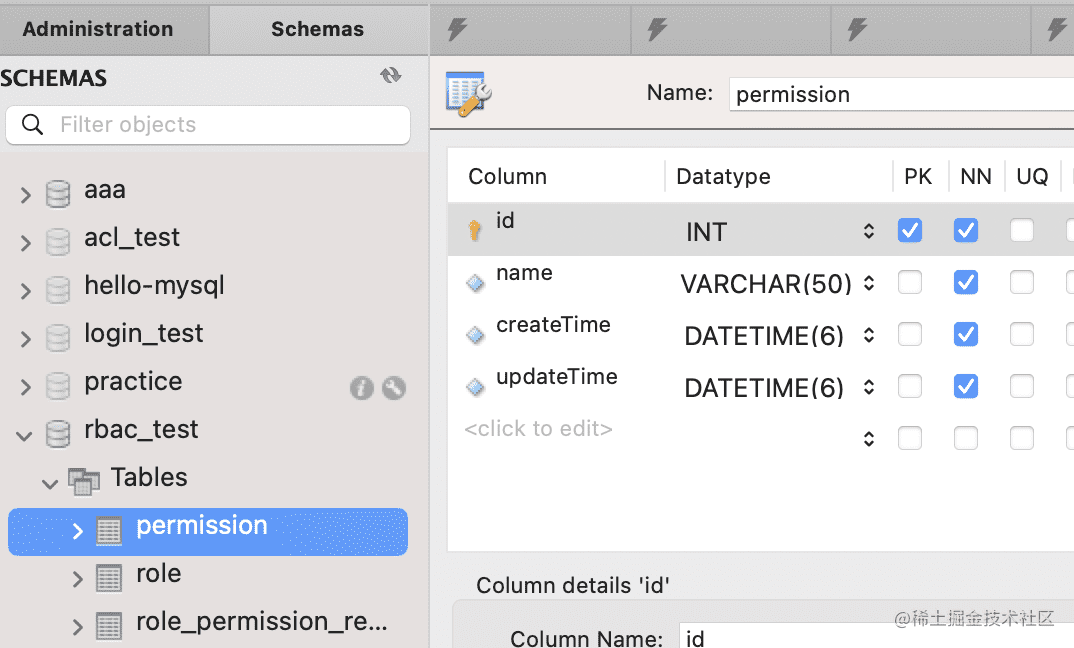 Administration
Schemas
SCHEMAS
Filter objects
aaa
acl_test
hello-mysql
login_test
practice
rbac_test
Tables
permission
role
role_permission_re...
Name: permission
Column Datatype PK NN UQ
id INT
name VARCHAR(50)
createTime DATETIME(6)
updateTime DATETIME(6)
<click to edit>
Column details 'id'
Column Name: id
@稀土掘金技术社区